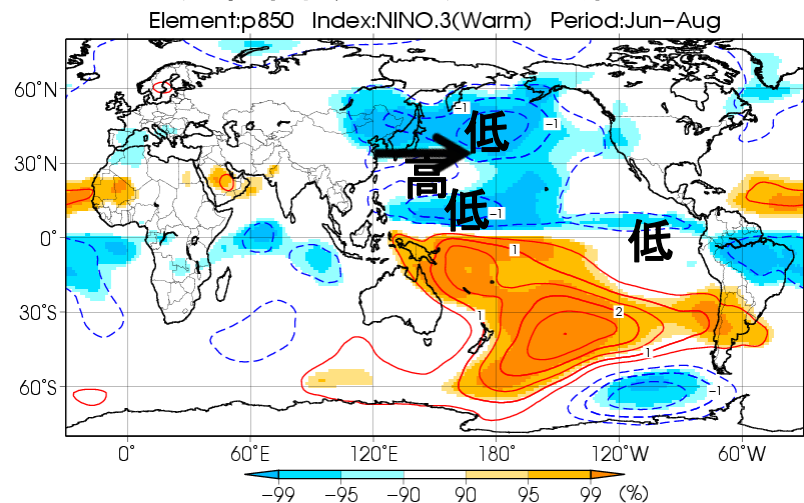 Element:p850 Index:NINO.3(Warm) Period:Jun-Aug
60°N
30°N
0°
30°S
60°S
-1
-1
低
高
低
-1
低
1
1
2
1
-1
0°
60°E
120°E
180°
120°W
60°W
-99
-95
-90
90
95
99
(%)